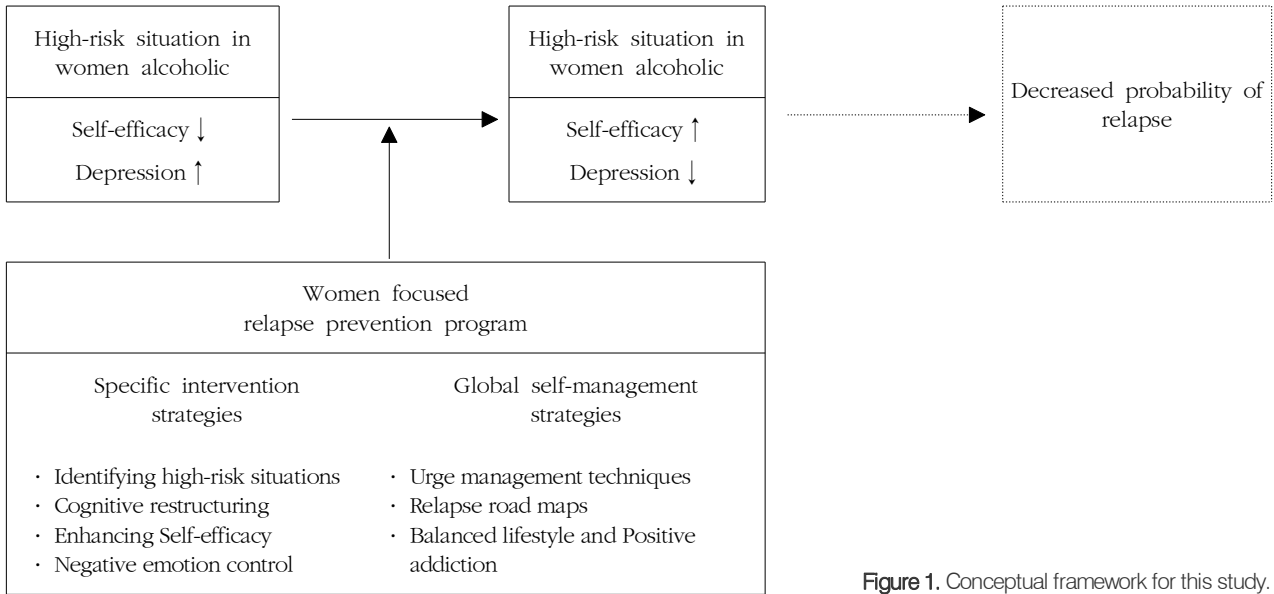 High-risk situation in
women alcoholic
Self-efficacy ↓
Depression ↑
High-risk situation in
women alcoholic
Self-efficacy ↑
Depression ↓
Decreased probability of
relapse
Women focused
relapse prevention program
Specific intervention
strategies
· Identifying high-risk situations
· Cognitive restructuring
· Enhancing Self-efficacy
· Negative emotion control
Global self-management
strategies
· Urge management techniques
· Relapse road maps
· Balanced lifestyle and Positive
addiction
Figure 1. Conceptual framework for this study.